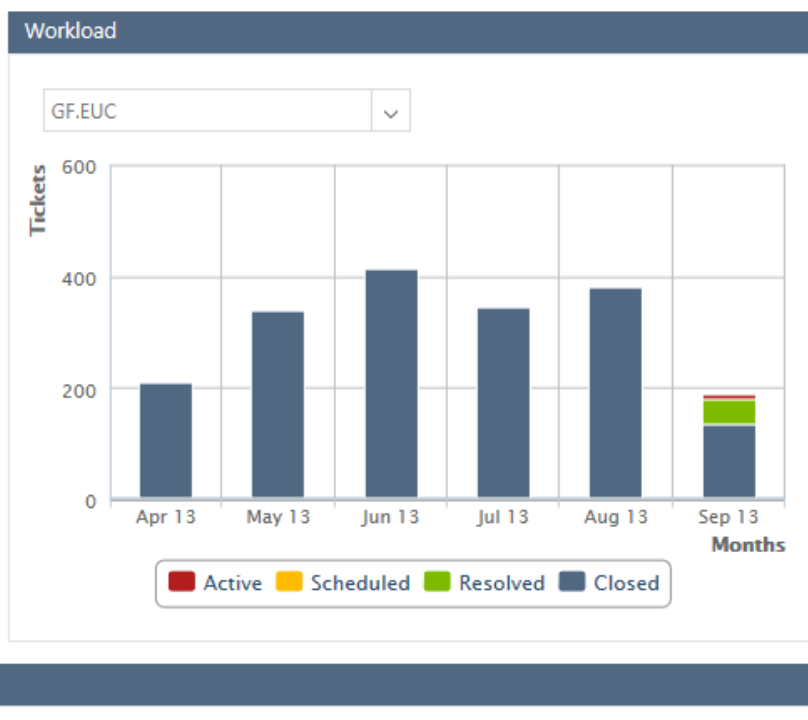 Workload
GF.EUC
Tickets
600
400
200
0
Apr 13 May 13 Jun 13 Jul 13 Aug 13 Sep 13
Months
Active Scheduled Resolved Closed